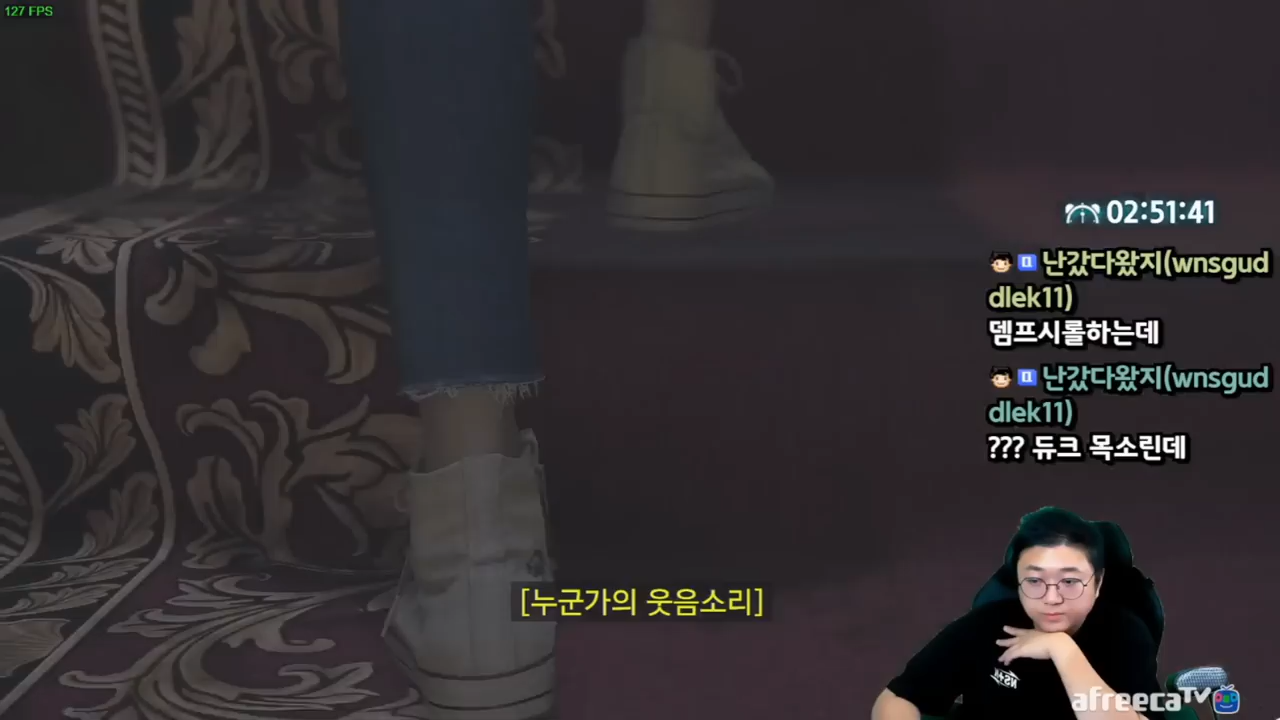 127 FPS
02:51:41
난갔다왔지(wnsgud
dlek11)
뎀프시롤하는데
난갔다왔지(wnsgud
dlek11)
??? 듀크 목소린데
[누군가의 웃음소리]
afreecaTV